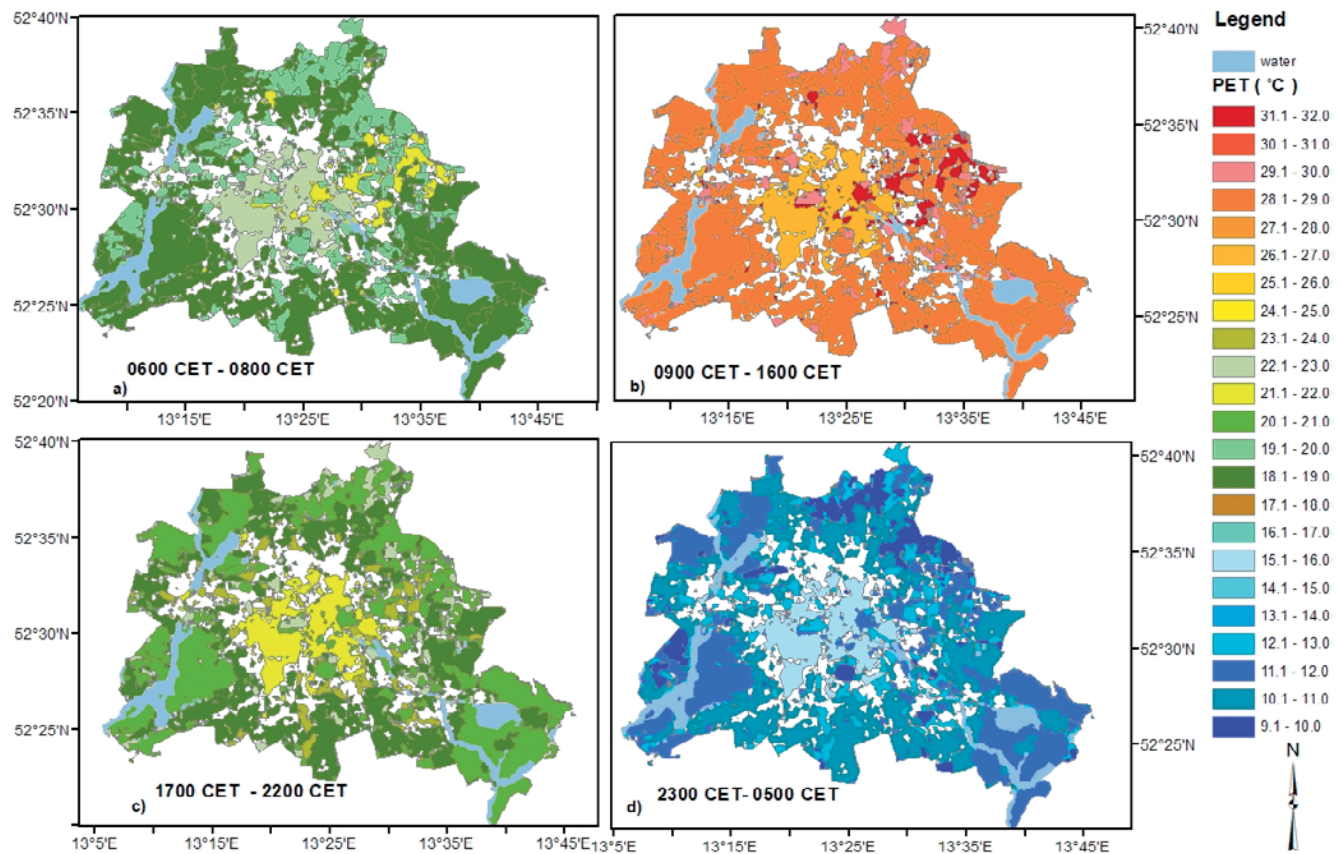 52°40'N
52°35'N
52°30'N
52°25'N
52°20'N
0600 CET - 0800 CET
a)
13°15'E 13°25'E 13°35'E 13°45'E
0900 CET - 1600 CET
b)
52°40'N
52°35'N
52°30'N
52°25'N
13°15'E 13°25'E 13°35'E 13°45'E
52°40'N
52°35'N
52°30'N
52°25'N
1700 CET - 2200 CET
c)
13°5'E 13°15'E 13°25'E 13°35'E 13°45'E
2300 CET- 0500 CET
d)
52°40'N
52°35'N
52°30'N
52°25'N
13°5'E 13°15'E 13°25'E 13°35'E 13°45'E
Legend
water
PET ( °C )
31.1 - 32.0
30.1 - 31.0
29.1 - 30.0
28.1 - 29.0
27.1 - 28.0
26.1 - 27.0
25.1 - 26.0
24.1 - 25.0
23.1 - 24.0
22.1 - 23.0
21.1 - 22.0
20.1 - 21.0
19.1 - 20.0
18.1 - 19.0
17.1 - 18.0
16.1 - 17.0
15.1 - 16.0
14.1 - 15.0
13.1 - 14.0
12.1 - 13.0
11.1 - 12.0
10.1 - 11.0
9.1 - 10.0
N